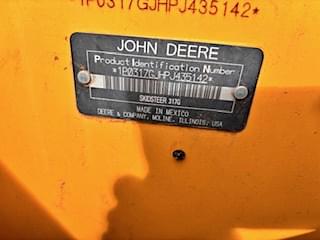 *1P0317GJHPJ435142*
JOHN DEERE
Product Identification Number
*1P0317GJHPJ435142*
SKIDSTEER 317G
MADE IN MEXICO
DEERE & COMPANY, MOLINE, ILLINOIS, USA